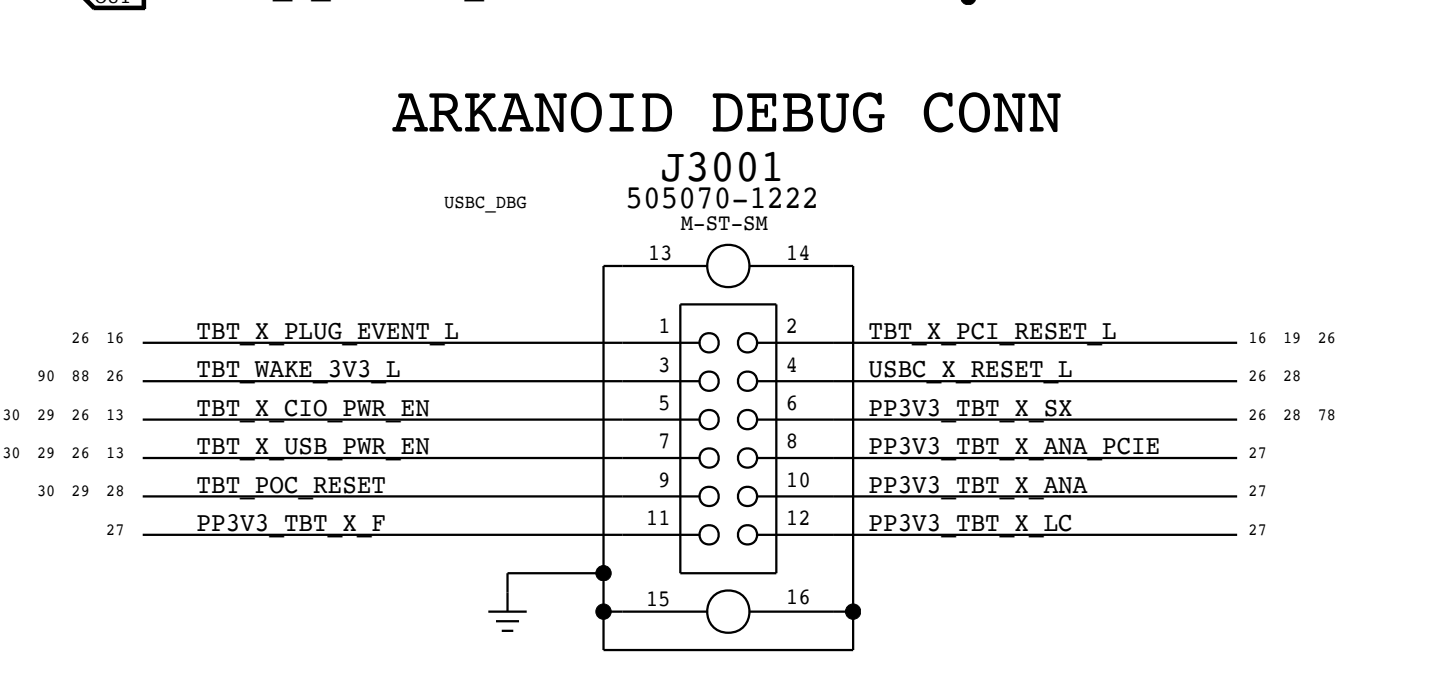 ARKANOID DEBUG CONN
J3001
USBC_DBG 505070-1222
M-ST-SM
13 14
26 16 TBT_X_PLUG_EVENT_L 1 2 TBT_X_PCI_RESET_L 16 19 26
90 88 26 TBT_WAKE_3V3_L 3 4 USBC_X_RESET_L 26 28
30 29 26 13 TBT_X_CIO_PWR_EN 5 6 PP3V3_TBT_X_SX 26 28 78
30 29 26 13 TBT_X_USB_PWR_EN 7 8 PP3V3_TBT_X_ANA_PCIE 27
30 29 28 TBT_POC_RESET 9 10 PP3V3_TBT_X_ANA 27
27 PP3V3_TBT_X_F 11 12 PP3V3_TBT_X_LC 27
15 16